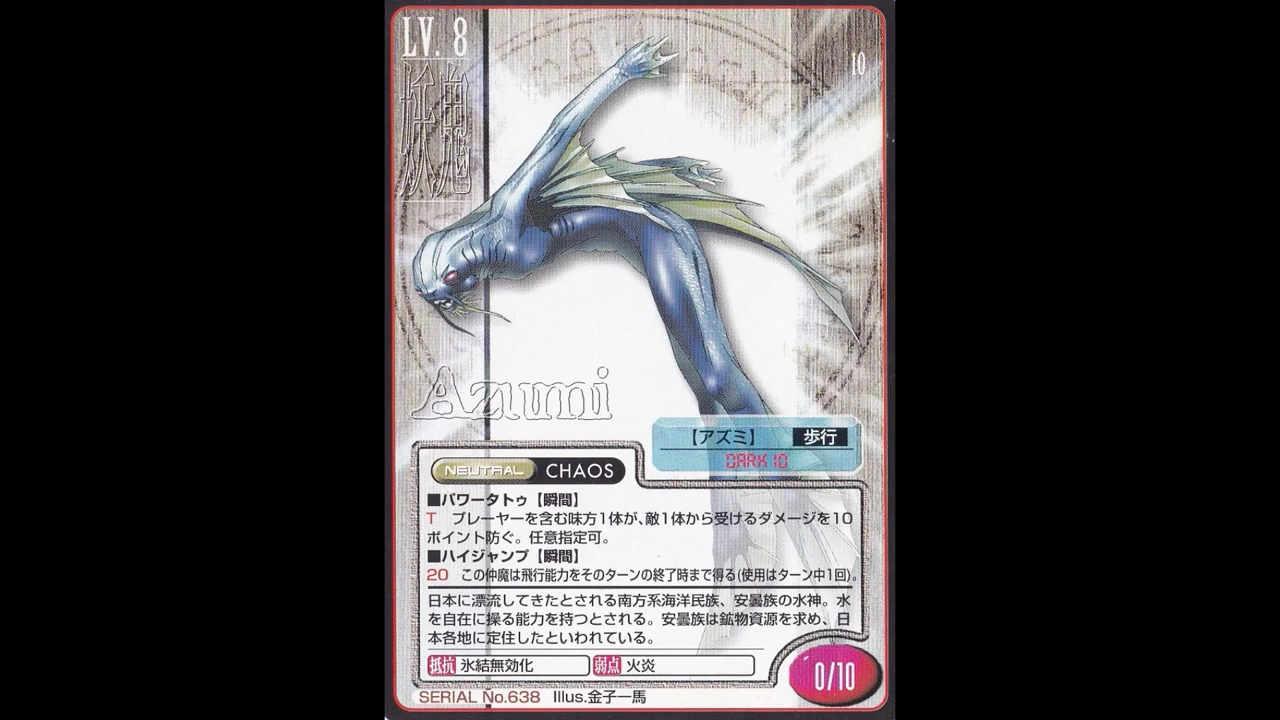 LV. 8
10
妖鬼
Azumi
【アズミ】 歩行
DARK 10
NEUTRAL CHAOS
■パワータトゥ【瞬間】
T プレーヤーを含む味方1体が、敵1体から受けるダメージを10
ポイント防ぐ。任意指定可。
■ハイジャンプ【瞬間】
20 この仲魔は飛行能力をそのターンの終了時まで得る(使用はターン中1回)。
日本に漂流してきたとされる南方系海洋民族、安曇族の水神。水
を自在に操る能力を持つとされる。安曇族は鉱物資源を求め、日
本各地に定住したといわれている。
抵抗 氷結無効化 弱点 火炎
0/10
SERIAL No.638 Illus.金子一馬